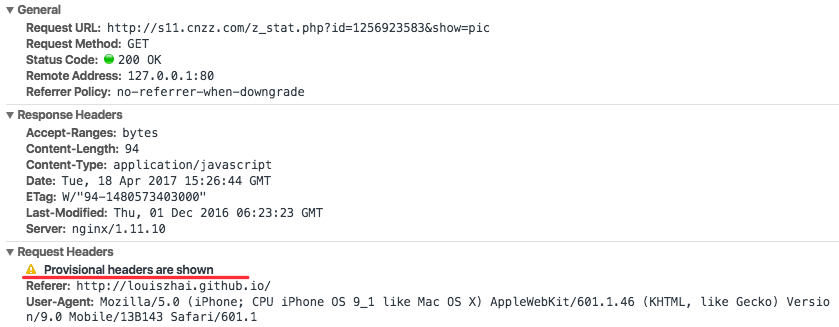 General
Request URL: http://s11.cnzz.com/z_stat.php?id=1256923583&show=pic
Request Method: GET
Status Code: 200 OK
Remote Address: 127.0.0.1:80
Referrer Policy: no-referrer-when-downgrade
Response Headers
Accept-Ranges: bytes
Content-Length: 94
Content-Type: application/javascript
Date: Tue, 18 Apr 2017 15:26:44 GMT
ETag: W/"94-1480573403000"
Last-Modified: Thu, 01 Dec 2016 06:23:23 GMT
Server: nginx/1.11.10
Request Headers
Provisional headers are shown
Referer: http://louiszhai.github.io/
User-Agent: Mozilla/5.0 (iPhone; CPU iPhone OS 9_1 like Mac OS X) AppleWebKit/601.1.46 (KHTML, like Gecko) Versio
n/9.0 Mobile/13B143 Safari/601.1